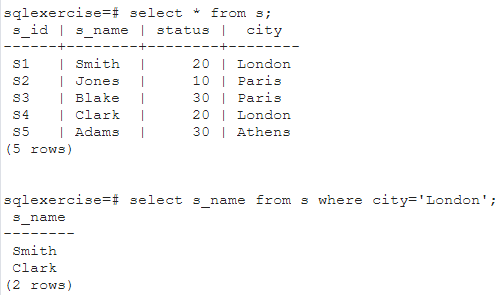 sqlexercise=# select * from s;
 s_id | s_name | status |  city
------+--------+--------+--------
 S1   | Smith  |     20 | London
 S2   | Jones  |     10 | Paris
 S3   | Blake  |     30 | Paris
 S4   | Clark  |     20 | London
 S5   | Adams  |     30 | Athens
(5 rows)
sqlexercise=# select s_name from s where city='London';
 s_name
--------
 Smith
 Clark
(2 rows)